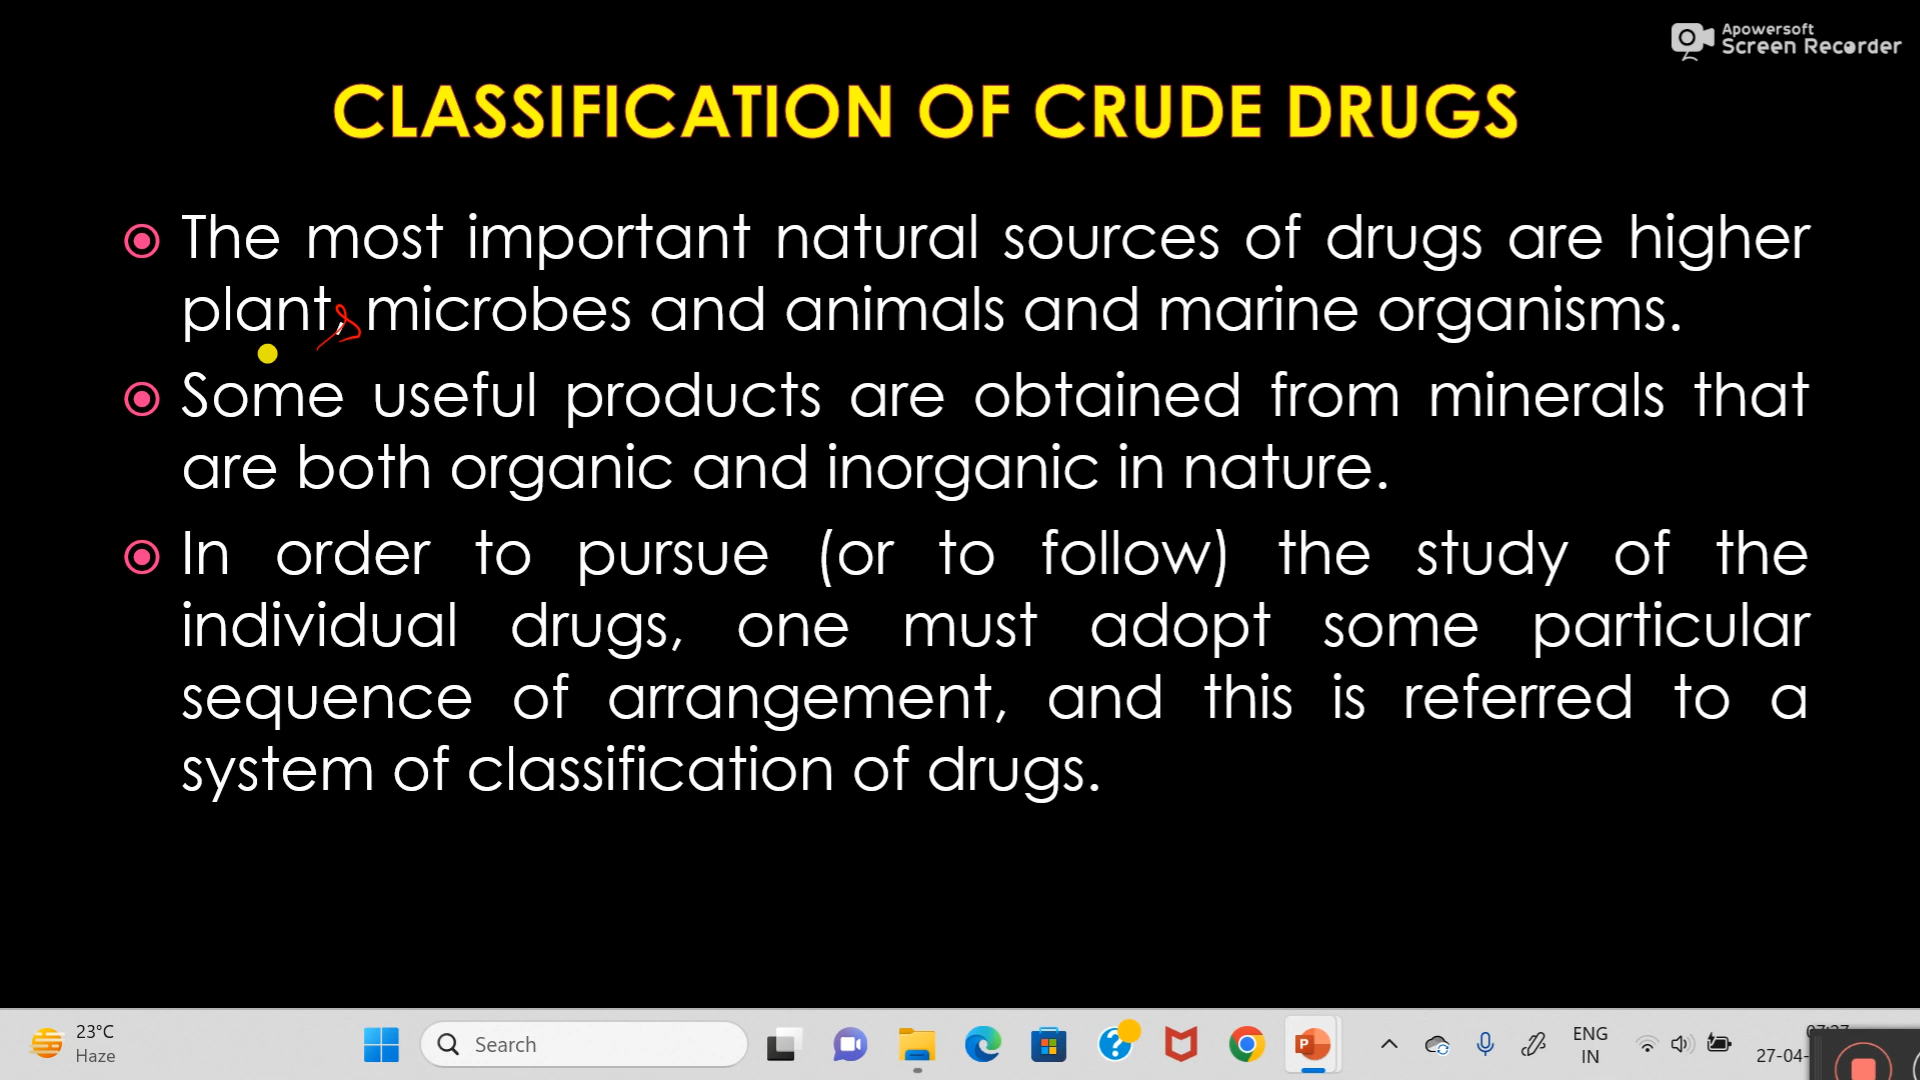 Apowersoft
Screen Recorder
CLASSIFICATION OF CRUDE DRUGS
The most important natural sources of drugs are higher
plant, microbes and animals and marine organisms.
Some useful products are obtained from minerals that
are both organic and inorganic in nature.
In order to pursue (or to follow) the study of the
individual drugs, one must adopt some particular
sequence of arrangement, and this is referred to a
system of classification of drugs.
23°C
Haze
Search
ENG
IN
27-04-